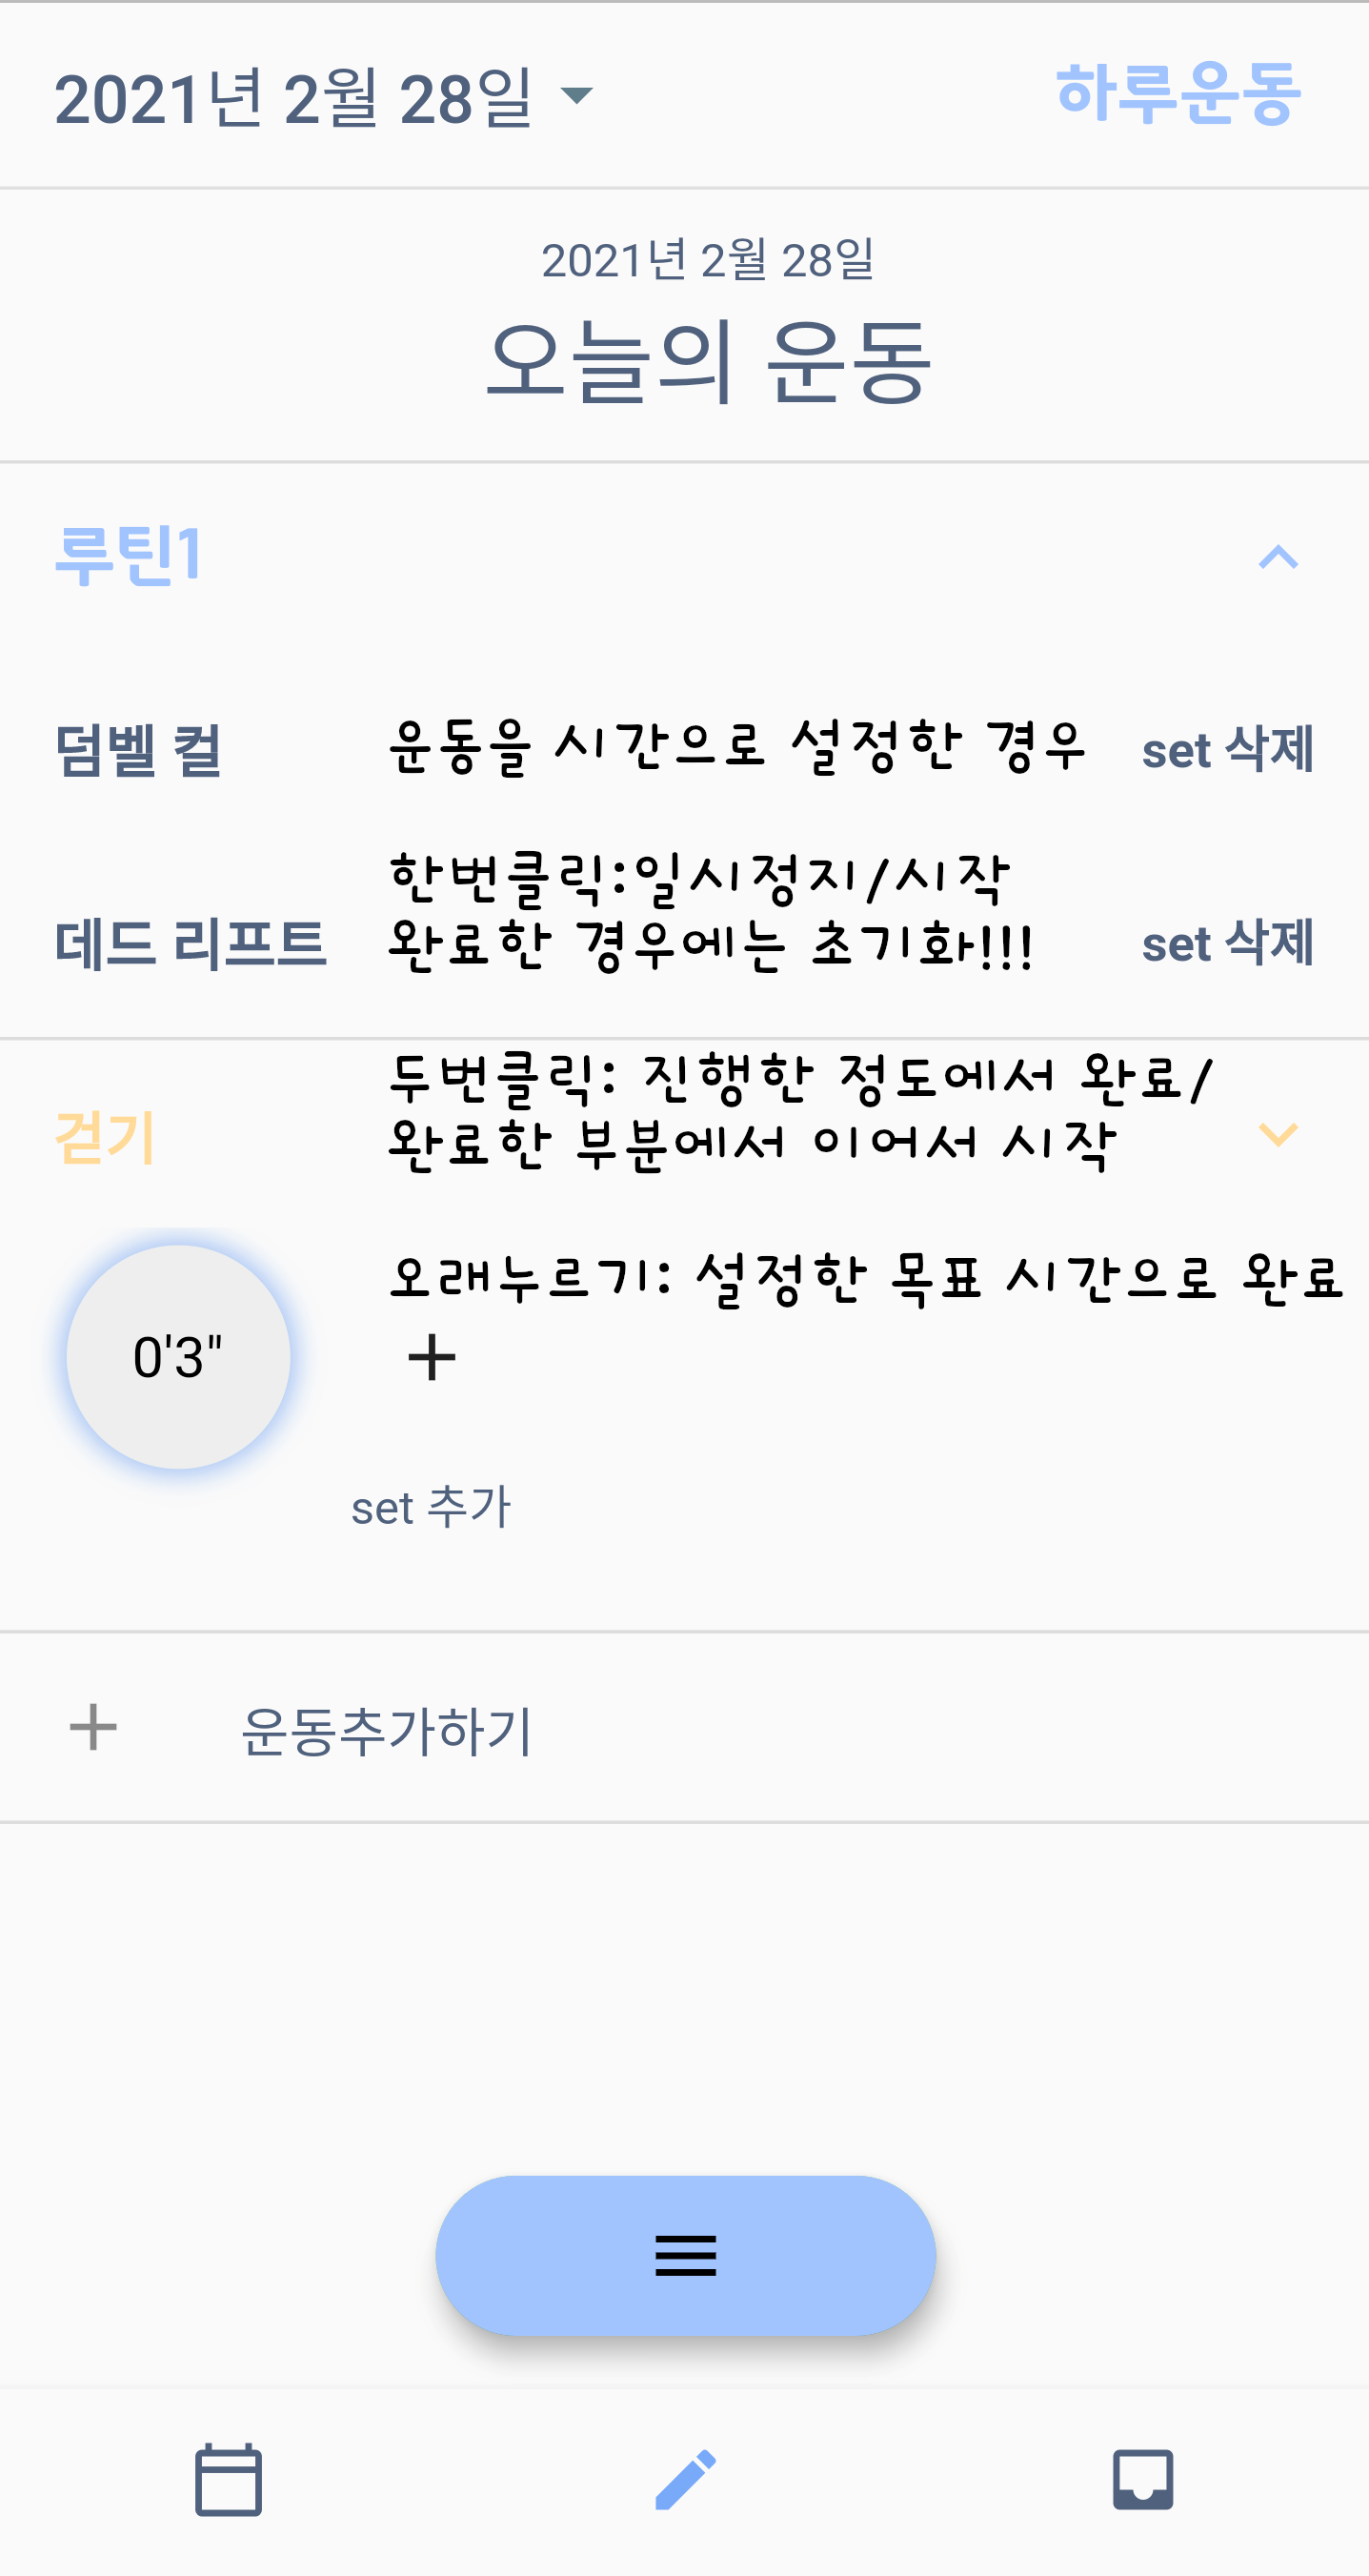 2021년 2월 28일
하루운동
2021년 2월 28일
오늘의 운동
루틴1
덤벨 컬
운동을 시간으로 설정한 경우
set 삭제
한번클릭:일시정지/시작
데드 리프트
완료한 경우에는 초기화!!!
set 삭제
두번클릭: 진행한 정도에서 완료/
걷기
완료한 부분에서 이어서 시작
오래누르기: 설정한 목표 시간으로 완료
0'3"
set 추가
운동추가하기